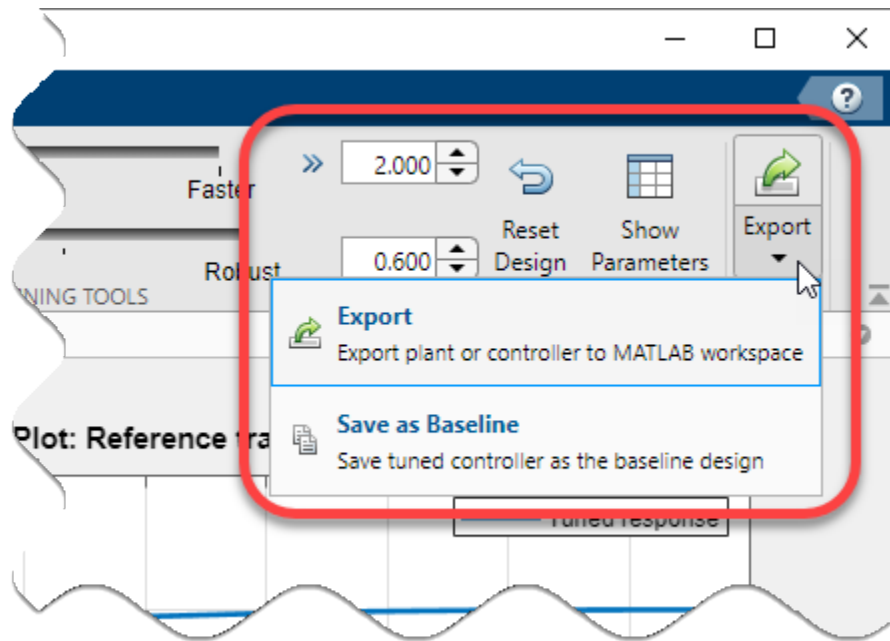 ?
Faster
» 2.000
Reset Design
Show Parameters
Export
Robust
0.600
NING TOOLS
Export
Export plant or controller to MATLAB workspace
Save as Baseline
Save tuned controller as the baseline design
Plot: Reference tra
Tuned response